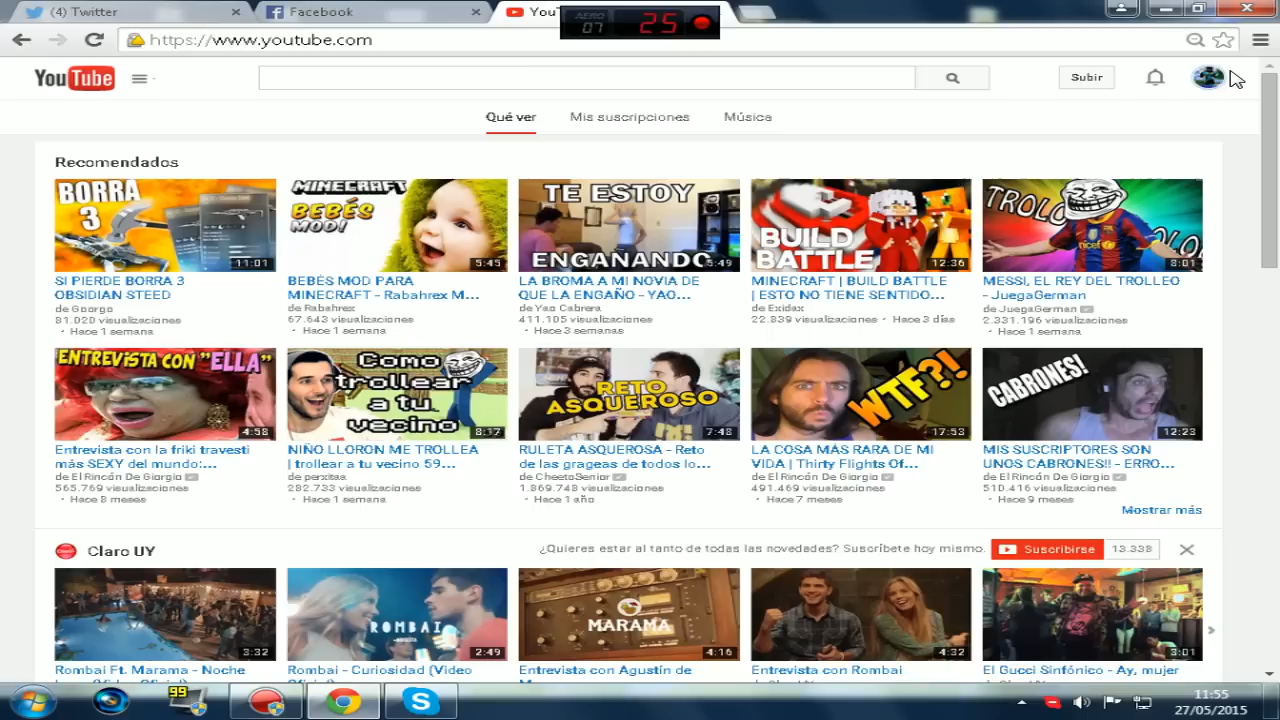 (4) Twitter
Facebook
You
AERO
07
25
https://www.youtube.com
YouTube
Subir
Qué ver
Mis suscripciones
Música
Recomendados
BORRA
3
11:01
MINECRAFT
BEBÉS
MOD!
5:45
TE ESTOY
ENGANANDO
5:49
BUILD
BATTLE
12:36
TROLO
OLO
8:01
SI PIERDE BORRA 3
OBSIDIAN STEED
de Goorgo
81.020 visualizaciones
• Hace 1 semana
BEBÉS MOD PARA
MINECRAFT - Rabahrex M...
de Rabahrex
67.643 visualizaciones
• Hace 1 semana
LA BROMA A MI NOVIA DE
QUE LA ENGAÑO - YAO...
de Yao Cabrera
411.105 visualizaciones
• Hace 3 semanas
MINECRAFT | BUILD BATTLE
| ESTO NO TIENE SENTIDO...
de Exidax
22.839 visualizaciones • Hace 3 días
MESSI, EL REY DEL TROLLEO
- JuegaGerman
de JuegaGerman
2.331.196 visualizaciones
• Hace 1 semana
ENTREVISTA CON "ELLA"
4:58
Como
trollear
a tu
vecino
8:17
RETO
ASQUEROSO
7:48
WTF?!
17:53
CABRONES!
12:23
Entrevista con la friki travesti
más SEXY del mundo:...
de El Rincón De Giorgio
563.769 visualizaciones
• Hace 8 meses
NIÑO LLORON ME TROLLEA
| trollear a tu vecino 59...
de perxitaa
282.733 visualizaciones
• Hace 1 semana
RULETA ASQUEROSA - Reto
de las grageas de todos lo...
de CheetoSenior
1.869.748 visualizaciones
• Hace 1 año
LA COSA MÁS RARA DE MI
VIDA | Thirty Flights Of...
de El Rincón De Giorgio
491.469 visualizaciones
• Hace 7 meses
MIS SUSCRIPTORES SON
UNOS CABRONES!! - ERRO...
de El Rincón De Giorgio
510.416 visualizaciones
• Hace 9 meses
Mostrar más
Claro UY
¿Quieres estar al tanto de todas las novedades? Suscríbete hoy mismo.
Suscribirse
13.338
3:32
ROMBAI
2:49
MARAMA
4:16
4:32
3:01
Rombai Ft. Marama - Noche
Rombai - Curiosidad (Video
Entrevista con Agustín de
Entrevista con Rombai
El Gucci Sinfónico - Ay, mujer
99
11:55
27/05/2015